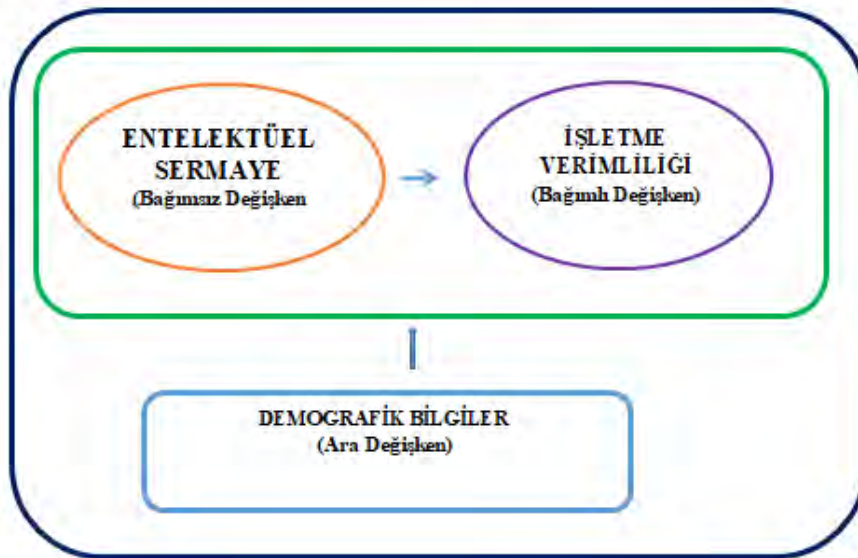 ENTELEKTÜEL
SERMAYE
(Bağımsız Değişken
İŞLETME
VERİMLİLİĞİ
(Bağımlı Değişken)
DEMOGRAFİK BİLGİLER
(Ara Değişken)